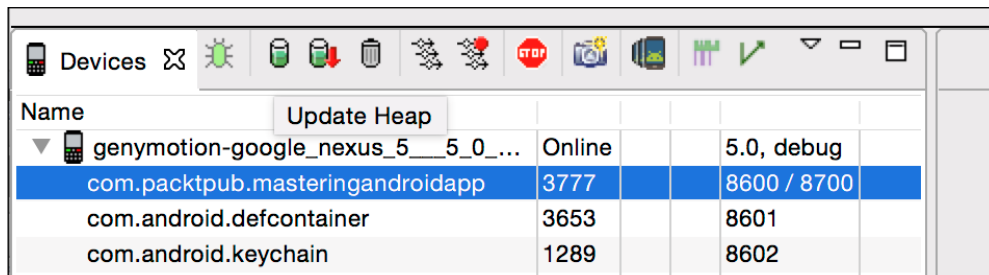 Devices STOP
Update Heap
Name
genymotion-google_nexus_5___5_0_... Online 5.0, debug
com.packtpub.masteringandroidapp 3777 8600 / 8700
com.android.defcontainer 3653 8601
com.android.keychain 1289 8602